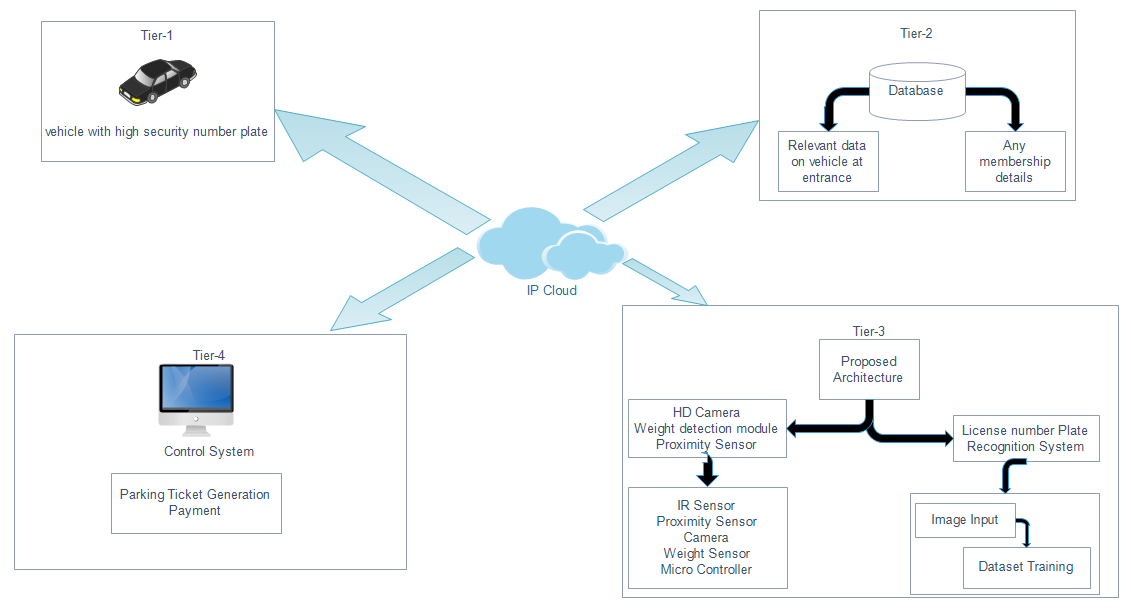 Tier-1
vehicle with high security number plate
Tier-2
Database
Relevant data
on vehicle at
entrance
Any
membership
details
IP Cloud
Tier-4
Control System
Parking Ticket Generation
Payment
Tier-3
Proposed
Architecture
HD Camera
Weight detection module
Proximity Sensor
License number Plate
Recognition System
IR Sensor
Proximity Sensor
Camera
Weight Sensor
Micro Controller
Image Input
Dataset Training